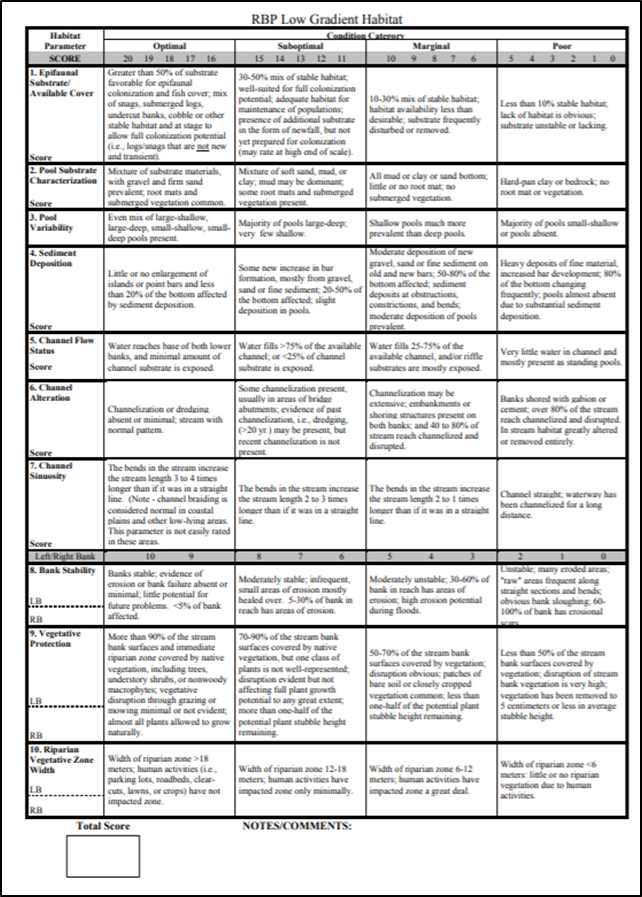 RBP Low Gradient Habitat
Habitat Parameter
Condition Category
Optimal
Suboptimal
Marginal
Poor
SCORE
20 19 18 17 16
15 14 13 12 11
10 9 8 7 6
5 4 3 2 1 0
1. Epifaunal
Substrate/
Available Cover
Score
Greater than 50% of substrate
favorable for epifaunal
colonization and fish cover; mix
of snags, submerged logs,
undercut banks, cobble or other
stable habitat and at stage to
allow full colonization potential
(i.e., logs/snags that are not new
and transient).
30-50% mix of stable habitat;
well-suited for full colonization
potential; adequate habitat for
maintenance of populations;
presence of additional substrate
in the form of newfall, but not
yet prepared for colonization
(may rate at high end of scale).
10-30% mix of stable habitat;
habitat availability less than
desirable; substrate frequently
disturbed or removed.
Less than 10% stable habitat;
lack of habitat is obvious;
substrate unstable or lacking.
2. Pool Substrate
Characterization
Score
Mixture of substrate materials,
with gravel and firm sand
prevalent; root mats and
submerged vegetation common.
Mixture of soft sand, mud, or
clay; mud may be dominant;
some root mats and submerged
vegetation present.
All mud or clay or sand bottom;
little or no root mat; no
submerged vegetation.
Hard-pan clay or bedrock; no
root mat or vegetation.
3. Pool
Variability
Even mix of large-shallow,
large-deep, small-shallow, small-
deep pools present.
Majority of pools large-deep;
very few shallow.
Shallow pools much more
prevalent than deep pools.
Majority of pools small-shallow
or pools absent.
4. Sediment
Deposition
Score
Little or no enlargement of
islands or point bars and less
than 20% of the bottom affected
by sediment deposition.
Some new increase in bar
formation, mostly from gravel,
sand or fine sediment; 20-50% of
the bottom affected; slight
deposition in pools.
Moderate deposition of new
gravel, sand or fine sediment on
old and new bars; 50-80% of the
bottom affected; sediment
deposits at obstructions,
constrictions, and bends;
moderate deposition of pools
prevalent.
Heavy deposits of fine material,
increased bar development; 80%
of the bottom changing
frequently; pools almost absent
due to substantial sediment
deposition.
5. Channel Flow
Status
Score
Water reaches base of both lower
banks, and minimal amount of
channel substrate is exposed.
Water fills >75% of the available
channel; or <25% of channel
substrate is exposed.
Water fills 25-75% of the
available channel, and/or riffle
substrates are mostly exposed.
Very little water in channel and
mostly present as standing pools.
6. Channel
Alteration
Score
Channelization or dredging
absent or minimal; stream with
normal pattern.
Some channelization present,
usually in areas of bridge
abutments; evidence of past
channelization, i.e., dredging,
(>20 yr.) may be present, but
recent channelization is not
present.
Channelization may be
extensive; embankments or
shoring structures present on
both banks; and 40 to 80% of
stream reach channelized and
disrupted.
Banks shored with gabion or
cement; over 80% of the stream
reach channelized and disrupted.
In stream habitat greatly altered
or removed entirely.
7. Channel
Sinuosity
Score
The bends in the stream increase
the stream length 3 to 4 times
longer than if it was in a straight
line. (Note - channel braiding is
considered normal in coastal
plains and other low-lying areas.
This parameter is not easily rated
in these areas.
The bends in the stream increase
the stream length 2 to 3 times
longer than if it was in a straight
line.
The bends in the stream increase
the stream length 2 to 1 times
longer than if it was in a straight
line.
Channel straight; waterway has
been channelized for a long
distance.
Left/Right Bank
10 9
8 7 6
5 4 3
2 1 0
8. Bank Stability
LB
RB
Banks stable; evidence of
erosion or bank failure absent or
minimal; little potential for
future problems. <5% of bank
affected.
Moderately stable; infrequent,
small areas of erosion mostly
healed over. 5-30% of bank in
reach has areas of erosion.
Moderately unstable; 30-60% of
bank in reach has areas of
erosion; high erosion potential
during floods.
Unstable; many eroded areas;
"raw" areas frequent along
straight sections and bends;
obvious bank sloughing; 60-
100% of bank has erosional
scars.
9. Vegetative
Protection
LB
RB
More than 90% of the stream
bank surfaces and immediate
riparian zone covered by native
vegetation, including trees,
understory shrubs, or nonwoody
macrophytes; vegetative
disruption through grazing or
mowing minimal or not evident;
almost all plants allowed to grow
naturally.
70-90% of the stream bank
surfaces covered by native
vegetation, but one class of
plants is not well-represented;
disruption evident but not
affecting full plant growth
potential to any great extent;
more than one-half of the
potential plant stubble height
remaining.
50-70% of the stream bank
surfaces covered by vegetation;
disruption obvious; patches of
bare soil or closely cropped
vegetation common; less than
one-half of the potential plant
stubble height remaining.
Less than 50% of the stream
bank surfaces covered by
vegetation; disruption of stream
bank vegetation is very high;
vegetation has been removed to
5 centimeters or less in average
stubble height.
10. Riparian
Vegetative Zone
Width
LB
RB
Width of riparian zone >18
meters; human activities (i.e.,
parking lots, roadbeds, clear-
cuts, lawns, or crops) have not
impacted zone.
Width of riparian zone 12-18
meters; human activities have
impacted zone only minimally.
Width of riparian zone 6-12
meters; human activities have
impacted zone a great deal.
Width of riparian zone <6
meters: little or no riparian
vegetation due to human
activities.
Total Score
NOTES/COMMENTS: